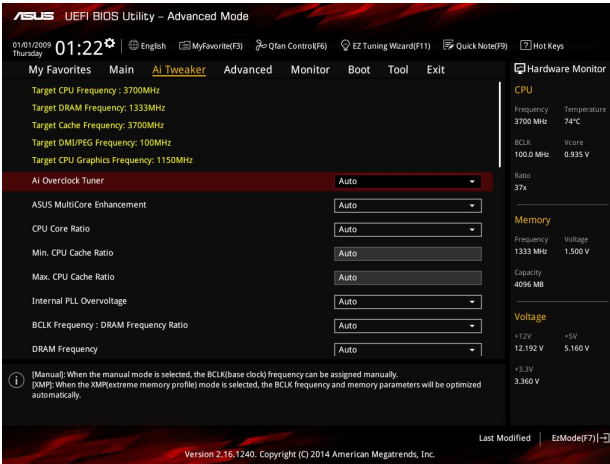 ASUS UEFI BIOS Utility – Advanced Mode
01/01/2009 Thursday 01:22 English MyFavorite(F3) Qfan Control(F6) EZ Tuning Wizard(F11) Quick Note(F9) ? Hot Keys
My Favorites Main Ai Tweaker Advanced Monitor Boot Tool Exit
Target CPU Frequency : 3700MHz
Target DRAM Frequency: 1333MHz
Target Cache Frequency: 3700MHz
Target DMI/PEG Frequency: 100MHz
Target CPU Graphics Frequency: 1150MHz
Ai Overclock Tuner Auto
ASUS MultiCore Enhancement Auto
CPU Core Ratio Auto
Min. CPU Cache Ratio Auto
Max. CPU Cache Ratio Auto
Internal PLL Overvoltage Auto
BCLK Frequency : DRAM Frequency Ratio Auto
DRAM Frequency Auto
[Manual]: When the manual mode is selected, the BCLK(base clock) frequency can be assigned manually.
[XMP]: When the XMP(extreme memory profile) mode is selected, the BCLK frequency and memory parameters will be optimized
automatically.
Hardware Monitor
CPU
Frequency Temperature
3700 MHz 74°C
BCLK Vcore
100.0 MHz 0.935 V
Ratio
37x
Memory
Frequency Voltage
1333 MHz 1.500 V
Capacity
4096 MB
Voltage
+12V +5V
12.192 V 5.160 V
+3.3V
3.360 V
Last Modified EzMode(F7)
Version 2.16.1240. Copyright (C) 2014 American Megatrends, Inc.